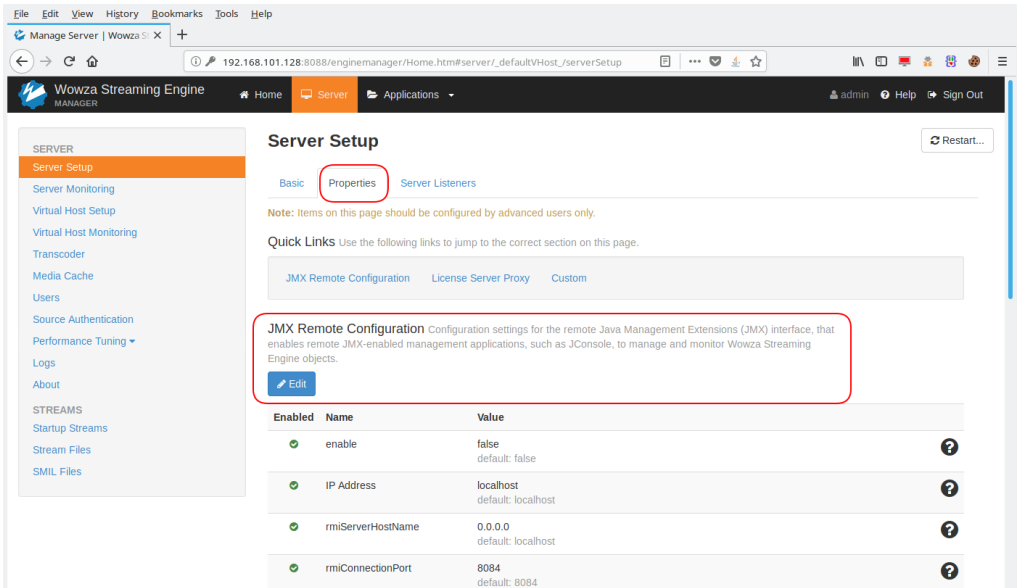 File Edit View History Bookmarks Tools Help
Manage Server | Wowza S
192.168.101.128:8088/enginemanager/Home.htm#server/_defaultVHost_/serverSetup
Wowza Streaming Engine
MANAGER
Home Server Applications
admin Help Sign Out
SERVER
Server Setup
Server Monitoring
Virtual Host Setup
Virtual Host Monitoring
Transcoder
Media Cache
Users
Source Authentication
Performance Tuning
Logs
About
STREAMS
Startup Streams
Stream Files
SMIL Files
Server Setup
Restart...
Basic Properties Server Listeners
Note: Items on this page should be configured by advanced users only.
Quick Links Use the following links to jump to the correct section on this page.
JMX Remote Configuration License Server Proxy Custom
JMX Remote Configuration Configuration settings for the remote Java Management Extensions (JMX) interface, that
enables remote JMX-enabled management applications, such as JConsole, to manage and monitor Wowza Streaming
Engine objects.
Edit
Enabled Name Value
enable false
default: false
IP Address localhost
default: localhost
rmiServerHostName 0.0.0.0
default: localhost
rmiConnectionPort 8084
default: 8084